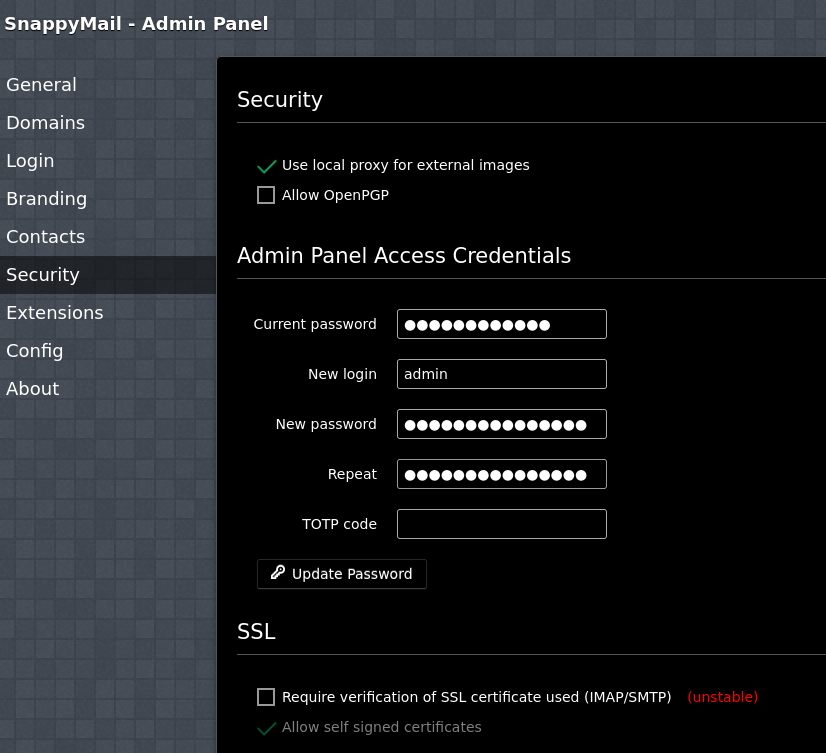 SnappyMail - Admin Panel
General
Domains
Login
Branding
Contacts
Security
Extensions
Config
About
Security
Use local proxy for external images
Allow OpenPGP
Admin Panel Access Credentials
Current password ●●●●●●●●●●●●
New login admin
New password ●●●●●●●●●●●●●●●
Repeat ●●●●●●●●●●●●●●●
TOTP code
Update Password
SSL
Require verification of SSL certificate used (IMAP/SMTP) (unstable)
Allow self signed certificates